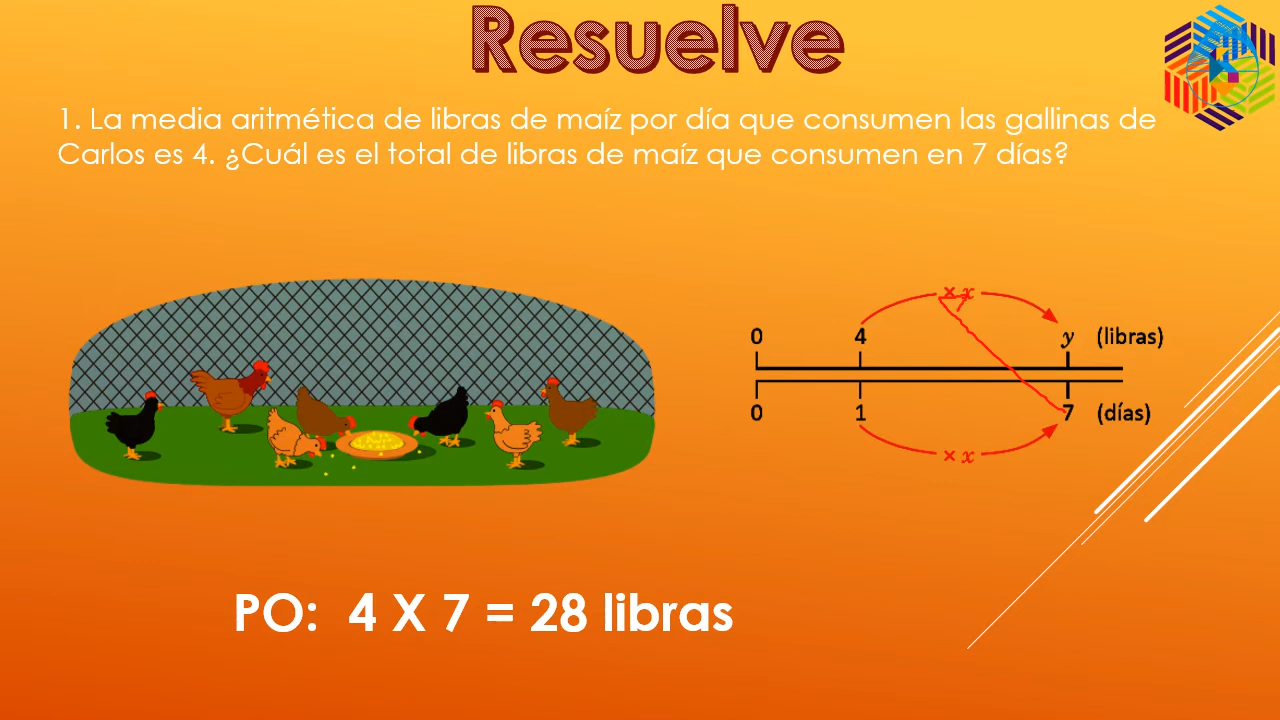 Resuelve
1. La media aritmética de libras de maíz por día que consumen las gallinas de
Carlos es 4. ¿Cuál es el total de libras de maíz que consumen en 7 días?
× x
0 4 y (libras)
0 1 7 (días)
× x
PO: 4 X 7 = 28 libras